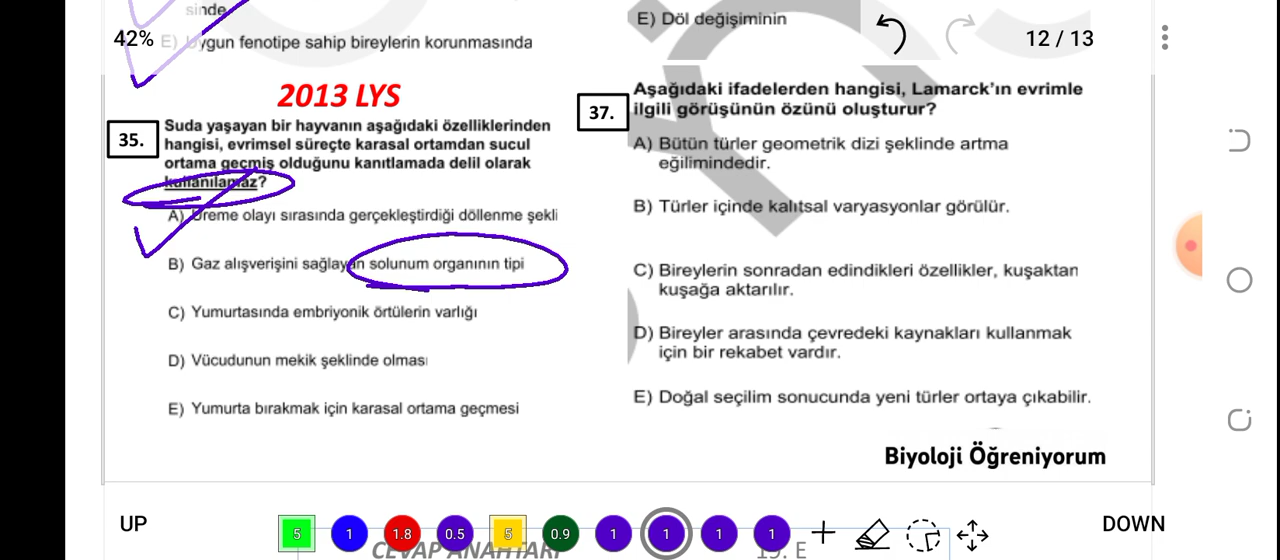 sinde
42%
E) Uygun fenotipe sahip bireylerin korunmasında
2013 LYS
35.
Suda yaşayan bir hayvanın aşağıdaki özelliklerinden
hangisi, evrimsel süreçte karasal ortamdan sucul
ortama geçmiş olduğunu kanıtlamada delil olarak
kullanılamaz?
A) Üreme olayı sırasında gerçekleştirdiği döllenme şekli
B) Gaz alışverişini sağlayan solunum organının tipi
C) Yumurtasında embriyonik örtülerin varlığı
D) Vücudunun mekik şeklinde olması
E) Yumurta bırakmak için karasal ortama geçmesi
E) Döl değişiminin
12 / 13
37.
Aşağıdaki ifadelerden hangisi, Lamarck'ın evrimle
ilgili görüşünün özünü oluşturur?
A) Bütün türler geometrik dizi şeklinde artma
eğilimindedir.
B) Türler içinde kalıtsal varyasyonlar görülür.
C) Bireylerin sonradan edindikleri özellikler, kuşaktan
kuşağa aktarılır.
D) Bireyler arasında çevredeki kaynakları kullanmak
için bir rekabet vardır.
E) Doğal seçilim sonucunda yeni türler ortaya çıkabilir.
Biyoloji Öğreniyorum
UP
5 1 1.8 0.5 5 0.9 1 1 1 1
DOWN
CEVAP ANAHTARI
15. E